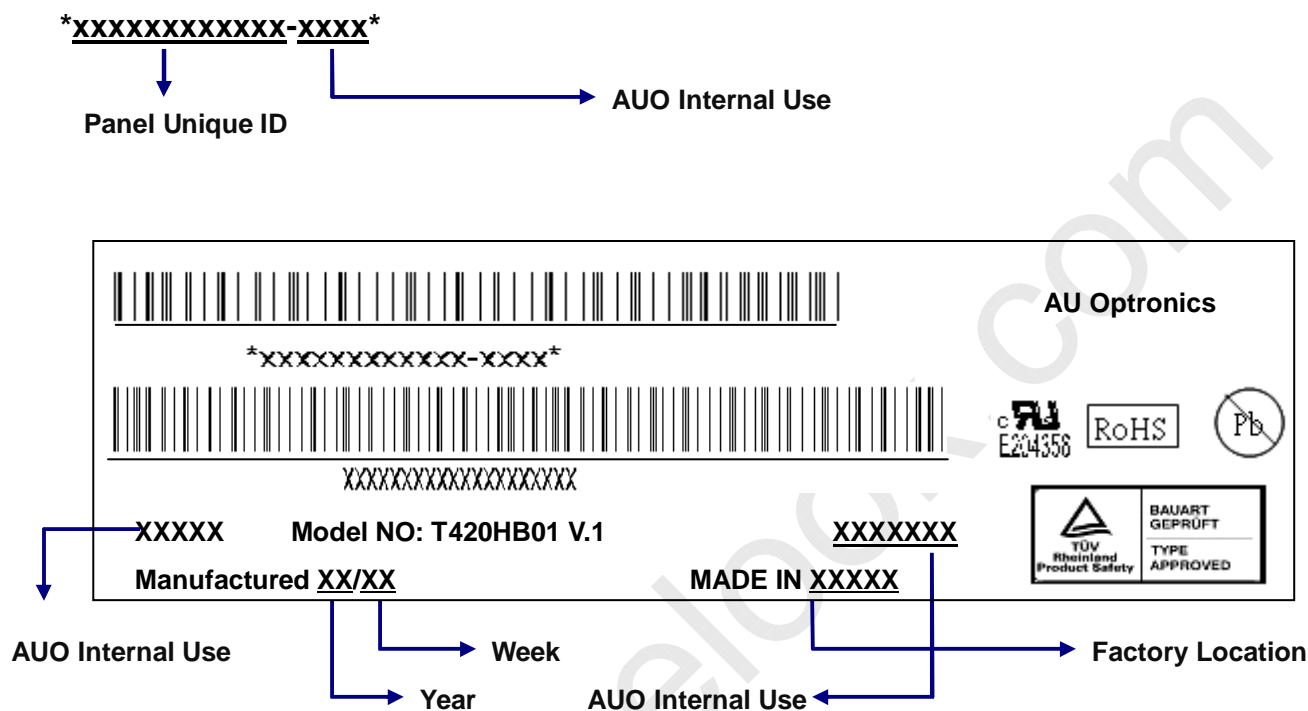 *xxxxxxxxxxxx-xxxx*
AUO Internal Use
Panel Unique ID
AU Optronics
*xxxxxxxxxxxx-xxxx*
c
E204356
RoHS
Pb
XXXXXXXXXXXXXXXXXXXX
XXXXX Model NO: T420HB01 V.1 XXXXXXX
TÜV
Rheinland
Product Safety
BAUART
GEPRÜFT
TYPE
APPROVED
Manufactured XX/XX MADE IN XXXXX
AUO Internal Use
Week
Factory Location
Year
AUO Internal Use